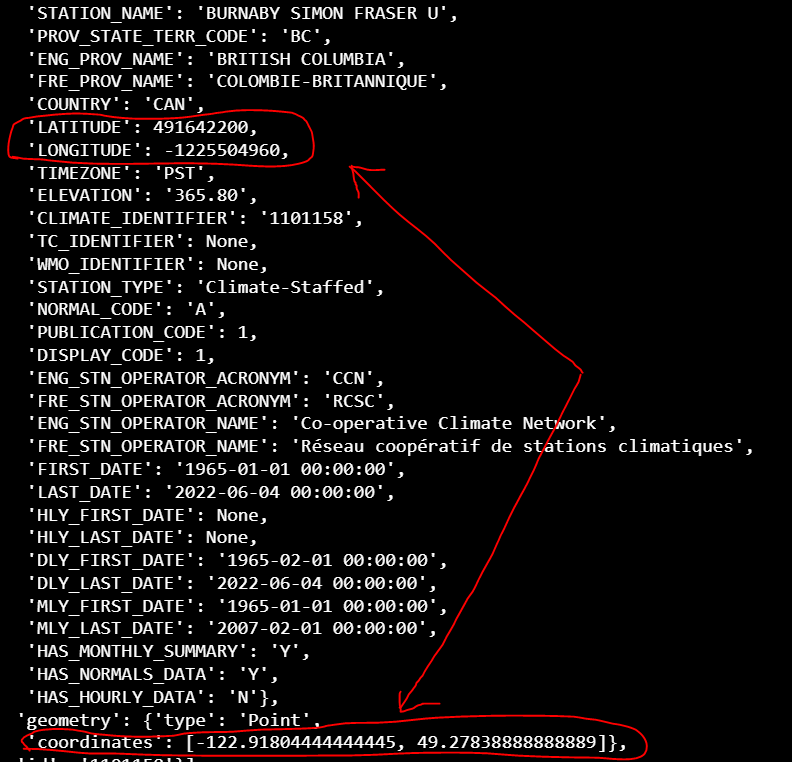 'STATION_NAME': 'BURNABY SIMON FRASER U',
'PROV_STATE_TERR_CODE': 'BC',
'ENG_PROV_NAME': 'BRITISH COLUMBIA',
'FRE_PROV_NAME': 'COLOMBIE-BRITANNIQUE',
'COUNTRY': 'CAN',
'LATITUDE': 491642200,
'LONGITUDE': -1225504960,
'TIMEZONE': 'PST',
'ELEVATION': '365.80',
'CLIMATE_IDENTIFIER': '1101158',
'TC_IDENTIFIER': None,
'WMO_IDENTIFIER': None,
'STATION_TYPE': 'Climate-Staffed',
'NORMAL_CODE': 'A',
'PUBLICATION_CODE': 1,
'DISPLAY_CODE': 1,
'ENG_STN_OPERATOR_ACRONYM': 'CCN',
'FRE_STN_OPERATOR_ACRONYM': 'RCSC',
'ENG_STN_OPERATOR_NAME': 'Co-operative Climate Network',
'FRE_STN_OPERATOR_NAME': 'Réseau coopératif de stations climatiques',
'FIRST_DATE': '1965-01-01 00:00:00',
'LAST_DATE': '2022-06-04 00:00:00',
'HLY_FIRST_DATE': None,
'HLY_LAST_DATE': None,
'DLY_FIRST_DATE': '1965-02-01 00:00:00',
'DLY_LAST_DATE': '2022-06-04 00:00:00',
'MLY_FIRST_DATE': '1965-01-01 00:00:00',
'MLY_LAST_DATE': '2007-02-01 00:00:00',
'HAS_MONTHLY_SUMMARY': 'Y',
'HAS_NORMALS_DATA': 'Y',
'HAS_HOURLY_DATA': 'N'},
'geometry': {'type': 'Point',
'coordinates': [-122.91804444444445, 49.27838888888889]},